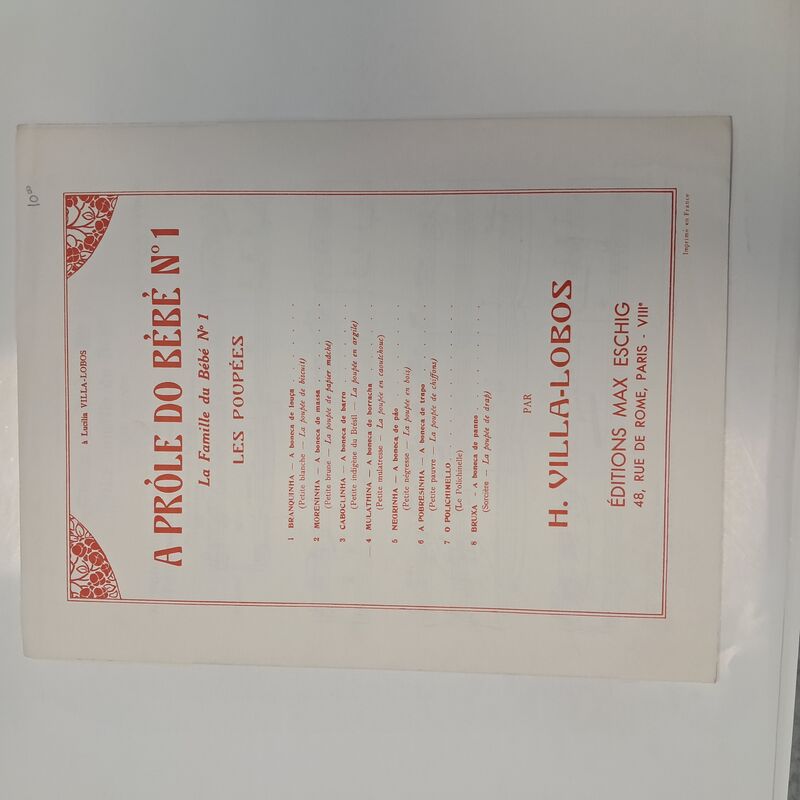 10⁰⁰
à Lucilia VILLA-LOBOS
A PRÓLE DO BÉBÉ Nº 1
La Famille du Bébé Nº 1
LES POUPÉES
1 BRANQUINHA — A boneca de louça . . . .
(Petite blanche — La poupée de biscuit)
2 MORENINHA — A boneca de massa . . . .
(Petite brune — La poupée de papier mâché)
3 CABOCLINHA — A boneca de barro . . . .
(Petite indigène du Brésil — La poupée en argile)
4 MULATINHA — A boneca de borracha . . . .
(Petite mulatresse — La poupée en caoutchouc)
5 NEGRINHA — A boneca de páo . . . .
(Petite négresse — La poupée en bois)
6 A POBRESINHA — A boneca de trapo . . . .
(Petite pauvre — La poupée de chiffons)
7 O POLICHINELLO . . . .
(Le Polichinelle)
8 BRUXA - A boneca de panno . . . .
(Sorcière — La poupée de drap)
PAR
H. VILLA-LOBOS
ÉDITIONS MAX ESCHIG
48, RUE DE ROME, PARIS - VIIIᵉ
Imprimé en France